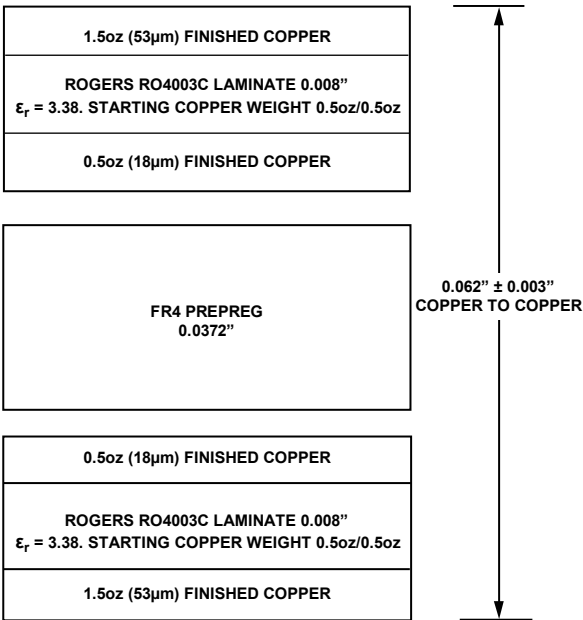 1.5oz (53µm) FINISHED COPPER
ROGERS RO4003C LAMINATE 0.008”
εr = 3.38. STARTING COPPER WEIGHT 0.5oz/0.5oz
0.5oz (18µm) FINISHED COPPER
FR4 PREPREG
0.0372”
0.062” ± 0.003”
COPPER TO COPPER
0.5oz (18µm) FINISHED COPPER
ROGERS RO4003C LAMINATE 0.008”
εr = 3.38. STARTING COPPER WEIGHT 0.5oz/0.5oz
1.5oz (53µm) FINISHED COPPER